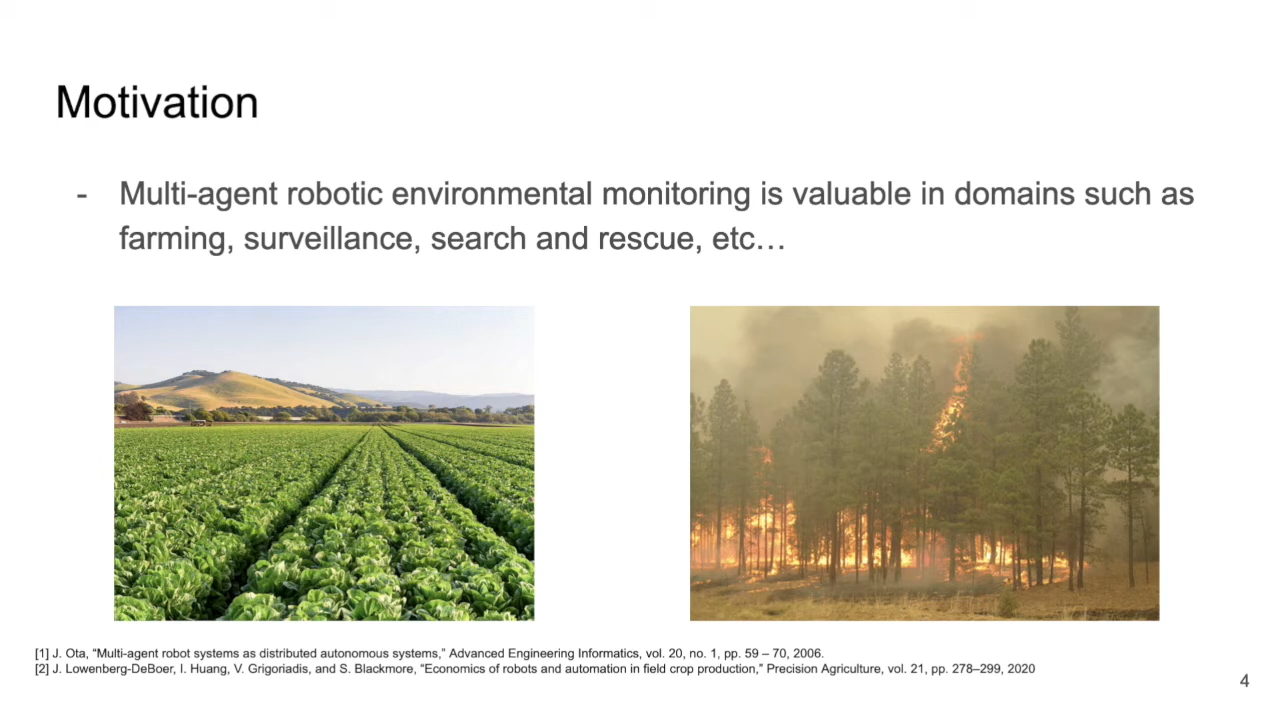 Motivation
- Multi-agent robotic environmental monitoring is valuable in domains such as
farming, surveillance, search and rescue, etc…
[1] J. Ota, “Multi-agent robot systems as distributed autonomous systems,” Advanced Engineering Informatics, vol. 20, no. 1, pp. 59 – 70, 2006.
[2] J. Lowenberg-DeBoer, I. Huang, V. Grigoriadis, and S. Blackmore, “Economics of robots and automation in field crop production,” Precision Agriculture, vol. 21, pp. 278–299, 2020
4